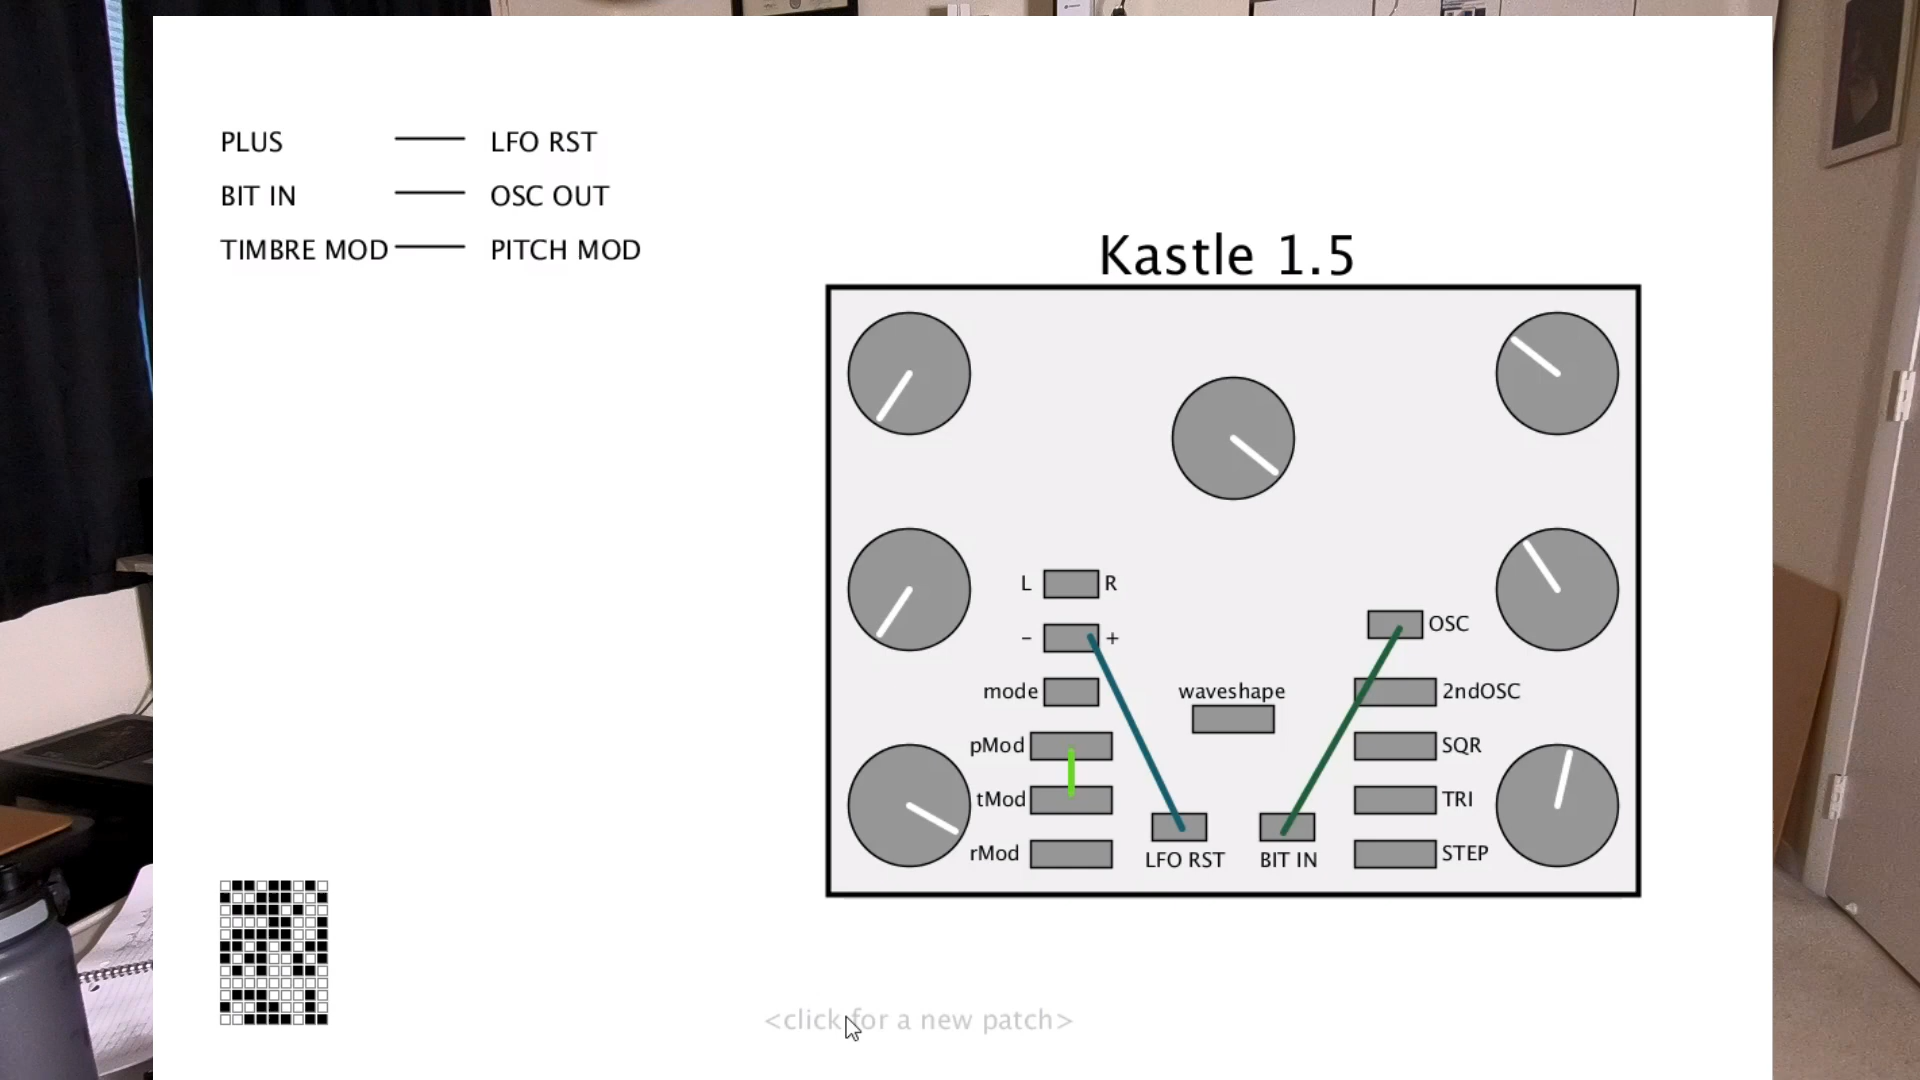 PLUS LFO RST
BIT IN OSC OUT
TIMBRE MOD PITCH MOD
Kastle 1.5
L R
- +
OSC
mode
waveshape
2ndOSC
pMod
SQR
tMod
TRI
rMod
LFO RST
BIT IN
STEP
<click for a new patch>